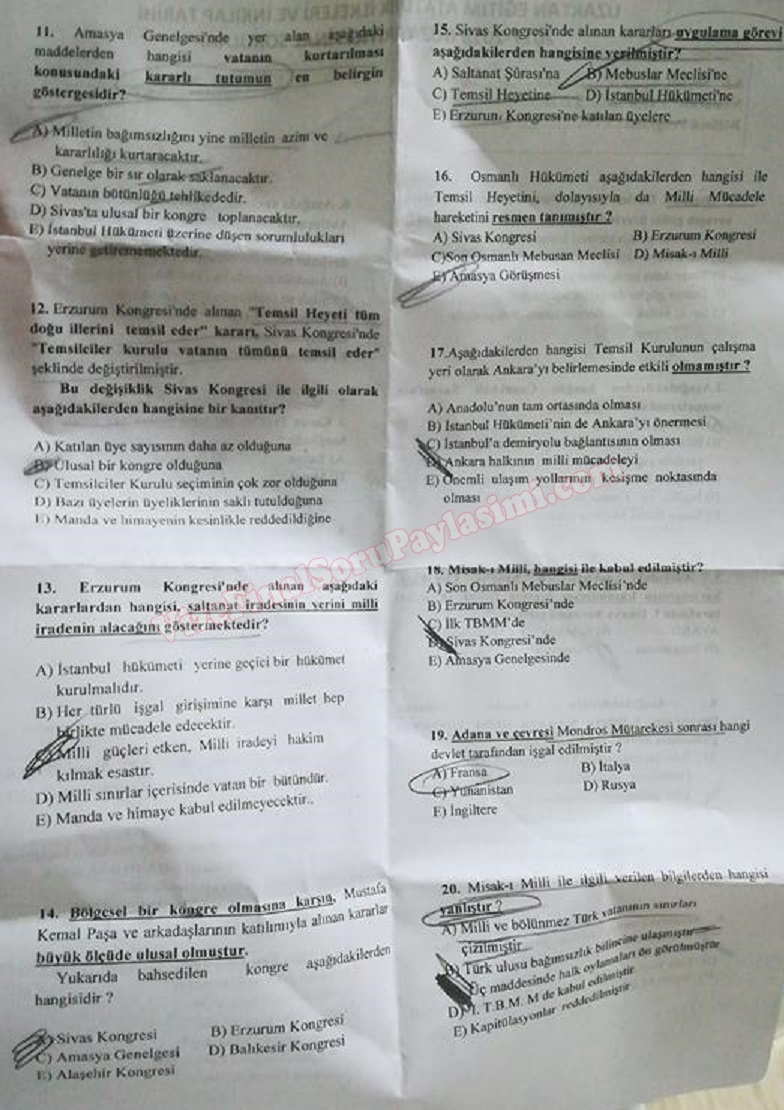 11. Amasya Genelgesi'nde yer alan aşağıdaki
maddelerden hangisi vatanın kurtarılması
konusundaki kararlı tutumun en belirgin
göstergesidir?
A) Milletin bağımsızlığını yine milletin azim ve
kararlılığı kurtaracaktır.
B) Genelge bir sır olarak saklanacaktır.
C) Vatanın bütünlüğü tehlikededir.
D) Sivas'ta ulusal bir kongre toplanacaktır.
E) İstanbul Hükümeti üzerine düşen sorumlulukları
yerine getirememektedir.
12. Erzurum Kongresi'nde alınan "Temsil Heyeti tüm
doğu illerini temsil eder" kararı, Sivas Kongresi'nde
"Temsilciler kurulu vatanın tümünü temsil eder"
şeklinde değiştirilmiştir.
Bu değişiklik Sivas Kongresi ile ilgili olarak
aşağıdakilerden hangisine bir kanıttır?
A) Katılan üye sayısının daha az olduğuna
B) Ulusal bir kongre olduğuna
C) Temsilciler Kurulu seçiminin çok zor olduğuna
D) Bazı üyelerin üyeliklerinin saklı tutulduğuna
E) Manda ve himayenin kesinlikle reddedildiğine
13. Erzurum Kongresi'nde alınan aşağıdaki
kararlardan hangisi, saltanat iradesinin yerini milli
iradenin alacağını göstermektedir?
A) İstanbul hükümeti yerine geçici bir hükümet
kurulmalıdır.
B) Her türlü işgal girişimine karşı millet hep
birlikte mücadele edecektir.
C) Milli güçleri etken, Milli iradeyi hakim
kılmak esastır.
D) Milli sınırlar içerisinde vatan bir bütündür.
E) Manda ve himaye kabul edilmeyecektir..
14. Bölgesel bir kongre olmasına karşın, Mustafa
Kemal Paşa ve arkadaşlarının katılımıyla alınan kararlar
büyük ölçüde ulusal olmuştur.
Yukarıda bahsedilen kongre aşağıdakilerden
hangisidir ?
A) Sivas Kongresi B) Erzurum Kongresi
C) Amasya Genelgesi D) Balıkesir Kongresi
E) Alaşehir Kongresi
15. Sivas Kongresi'nde alınan kararları uygulama görevi
aşağıdakilerden hangisine verilmiştir?
A) Saltanat Şûrası'na B) Mebuslar Meclisi'ne
C) Temsil Heyetine D) İstanbul Hükümeti'ne
E) Erzurum Kongresi'ne katılan üyelere
16. Osmanlı Hükümeti aşağıdakilerden hangisi ile
Temsil Heyetini, dolayısıyla da Milli Mücadele
hareketini resmen tanımıştır ?
A) Sivas Kongresi B) Erzurum Kongresi
C)Son Osmanlı Mebusan Meclisi D) Misak-ı Milli
E) Amasya Görüşmesi
17.Aşağıdakilerden hangisi Temsil Kurulunun çalışma
yeri olarak Ankara'yı belirlemesinde etkili olmamıştır ?
A) Anadolu'nun tam ortasında olması
B) İstanbul Hükümeti'nin de Ankara'yı önermesi
C) İstanbul'a demiryolu bağlantısının olması
D) Ankara halkının milli mücadeleyi
E) Önemli ulaşım yollarının kesişme noktasında
olması
18. Misak-ı Milli, hangisi ile kabul edilmiştir?
A) Son Osmanlı Mebuslar Meclisi'nde
B) Erzurum Kongresi'nde
C) İlk TBMM'de
D) Sivas Kongresi'nde
E) Amasya Genelgesinde
19. Adana ve çevresi Mondros Mütarekesi sonrası hangi
devlet tarafından işgal edilmiştir ?
A) Fransa B) İtalya
C) Yunanistan D) Rusya
E) İngiltere
20. Misak-ı Milli ile ilgili verilen bilgilerden hangisi
yanlıştır ?
A) Milli ve bölünmez Türk vatanının sınırları
çizilmiştir
B) Türk ulusu bağımsızlık bilincine ulaşmıştır
Üç maddesinde halk oylamaları ön görülmüştür
D) I. T.B.M. M de kabul edilmiştir
E) Kapitülasyonlar reddedilmiştir